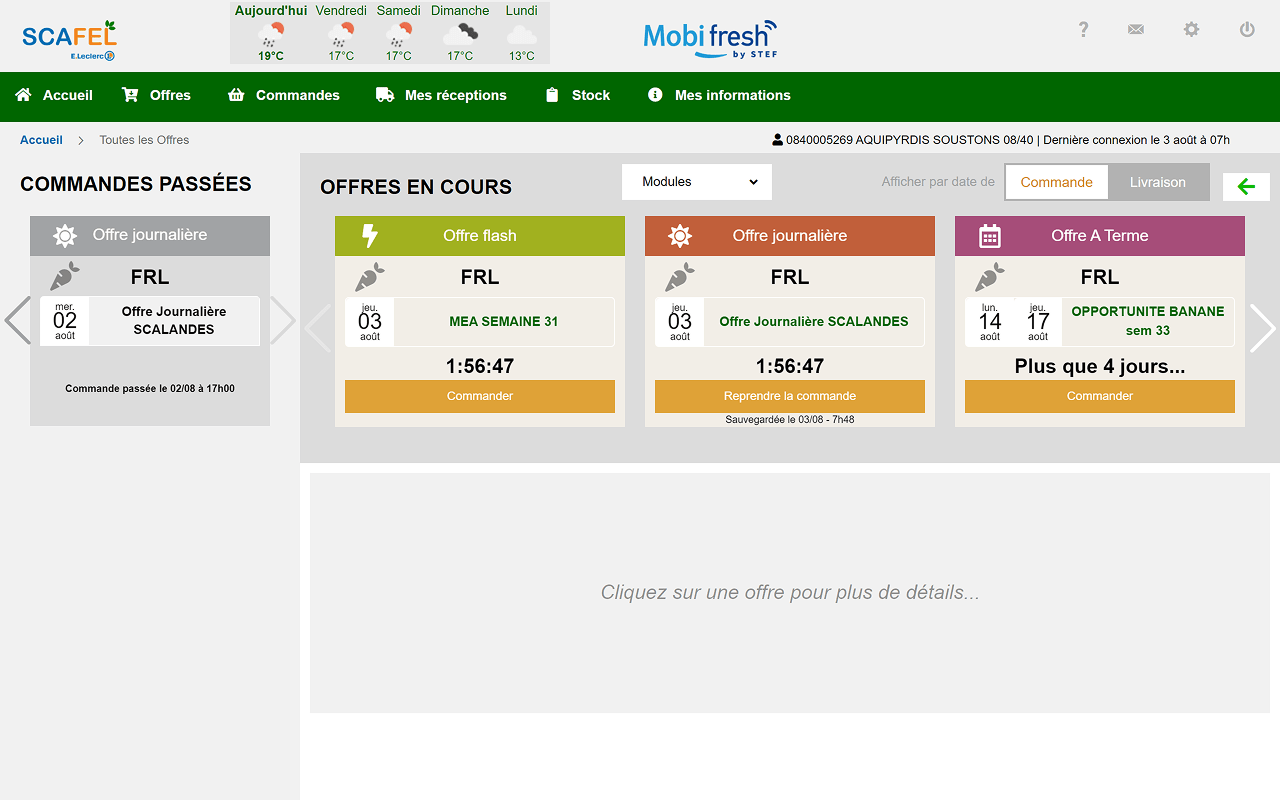 SCAFEL
E.Leclerc
Aujourd'hui Vendredi Samedi Dimanche Lundi
19°C 17°C 17°C 17°C 13°C
Mobifresh
by STEF
?
Accueil Offres Commandes Mes réceptions Stock Mes informations
Accueil > Toutes les Offres
0840005269 AQUIPYRDIS SOUSTONS 08/40 | Dernière connexion le 3 août à 07h
COMMANDES PASSÉES
Offre journalière
FRL
mer.
02
août
Offre Journalière
SCALANDES
Commande passée le 02/08 à 17h00
OFFRES EN COURS
Modules
Afficher par date de Commande Livraison
Offre flash
FRL
jeu.
03
août
MEA SEMAINE 31
1:56:47
Commander
Offre journalière
FRL
jeu.
03
août
Offre Journalière SCALANDES
1:56:47
Reprendre la commande
Sauvegardée le 03/08 - 7h48
Offre A Terme
FRL
lun.
14
août
jeu.
17
août
OPPORTUNITE BANANE
sem 33
Plus que 4 jours...
Commander
Cliquez sur une offre pour plus de détails...